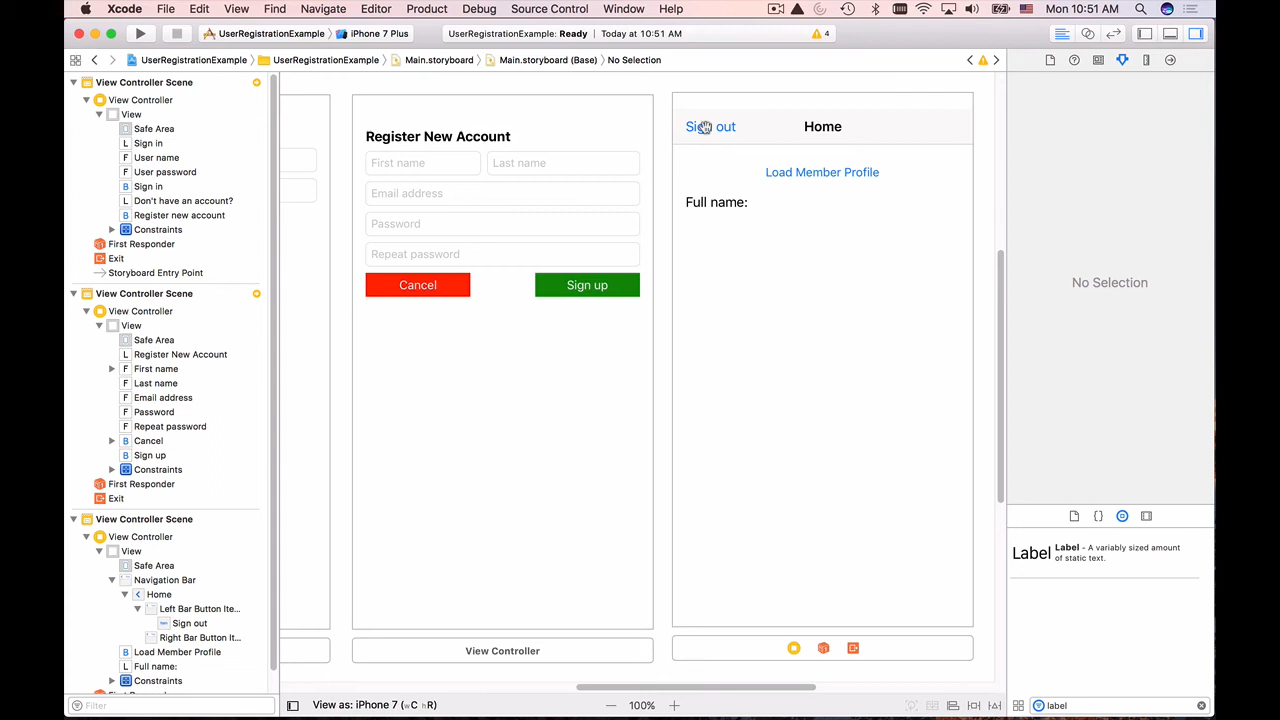 Xcode File Edit View Find Navigate Editor Product Debug Source Control Window Help Mon 10:51 AM
UserRegistrationExample iPhone 7 Plus UserRegistrationExample: Ready Today at 10:51 AM 4
UserRegistrationExample UserRegistrationExample Main.storyboard Main.storyboard (Base) No Selection
View Controller Scene
View Controller
View
Safe Area
L Sign in
F User name
F User password
B Sign in
L Don't have an account?
B Register new account
Constraints
First Responder
Exit
Storyboard Entry Point
View Controller Scene
View Controller
View
Safe Area
L Register New Account
F First name
F Last name
F Email address
F Password
F Repeat password
B Cancel
B Sign up
Constraints
First Responder
Exit
View Controller Scene
View Controller
View
Safe Area
Navigation Bar
Home
Left Bar Button Ite...
Sign out
Right Bar Button It...
B Load Member Profile
L Full name:
Constraints
Filter
Register New Account
First name Last name
Email address
Password
Repeat password
Cancel Sign up
View Controller
Sign out Home
Load Member Profile
Full name:
View as: iPhone 7 (wC hR) 100%
No Selection
Label Label - A variably sized amount
of static text.
label